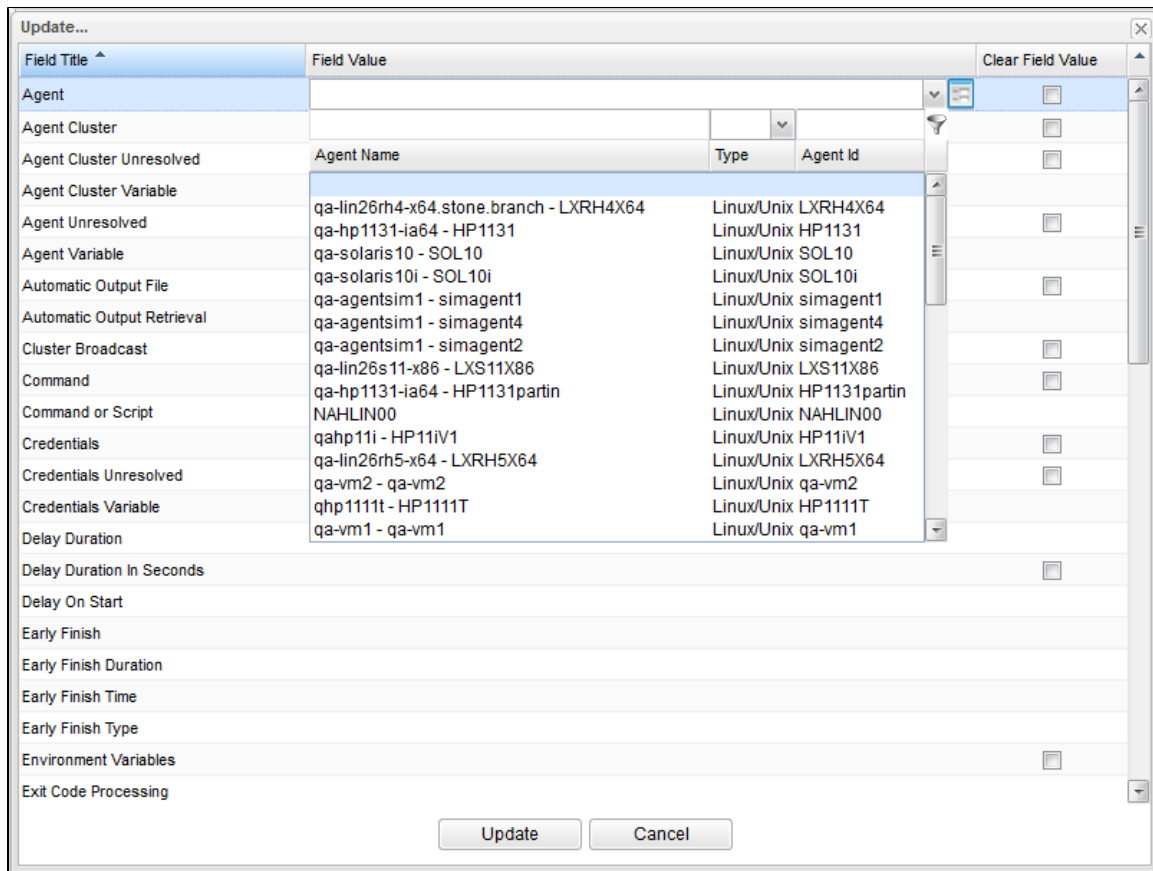 Update...
Field Title Field Value Clear Field Value
Agent
Agent Cluster
Agent Cluster Unresolved
Agent Name Type Agent Id
Agent Cluster Variable
qa-lin26rh4-x64.stone.branch - LXRH4X64 Linux/Unix LXRH4X64
Agent Unresolved
qa-hp1131-ia64 - HP1131 Linux/Unix HP1131
Agent Variable
qa-solaris10 - SOL10 Linux/Unix SOL10
qa-solaris10i - SOL10i Linux/Unix SOL10i
Automatic Output File
qa-agentsim1 - simagent1 Linux/Unix simagent1
Automatic Output Retrieval
qa-agentsim1 - simagent4 Linux/Unix simagent4
Cluster Broadcast
qa-agentsim1 - simagent2 Linux/Unix simagent2
qa-lin26s11-x86 - LXS11X86 Linux/Unix LXS11X86
Command
qa-hp1131-ia64 - HP1131partin Linux/Unix HP1131partin
Command or Script
NAHLIN00 Linux/Unix NAHLIN00
Credentials
qahp11i - HP11iV1 Linux/Unix HP11iV1
qa-lin26rh5-x64 - LXRH5X64 Linux/Unix LXRH5X64
Credentials Unresolved
qa-vm2 - qa-vm2 Linux/Unix qa-vm2
Credentials Variable
qhp1111t - HP1111T Linux/Unix HP1111T
qa-vm1 - qa-vm1 Linux/Unix qa-vm1
Delay Duration
Delay Duration In Seconds
Delay On Start
Early Finish
Early Finish Duration
Early Finish Time
Early Finish Type
Environment Variables
Exit Code Processing
Update Cancel